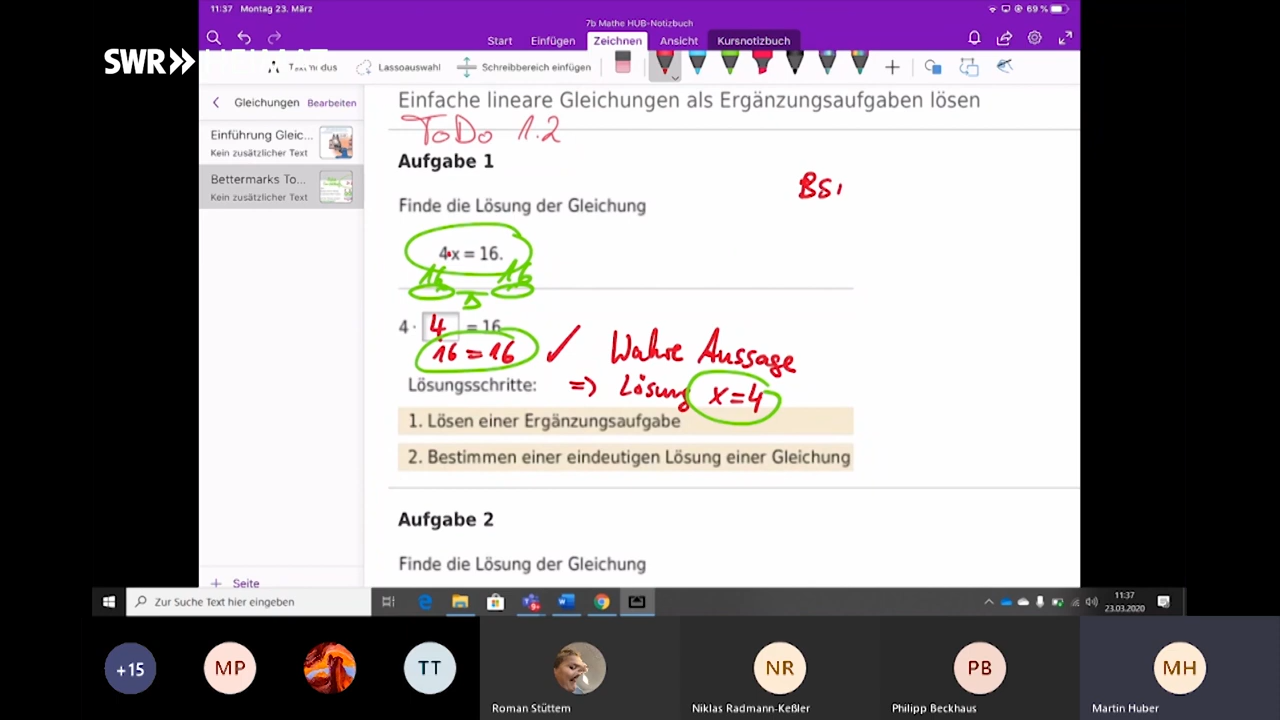 11:37 Montag 23. März
69 %
7b Mathe HUB-Notizbuch
Start Einfügen Zeichnen Ansicht Kursnotizbuch
SWR»
Lassoauswahl Schreibbereich einfügen
Gleichungen Bearbeiten
Einführung Gleic...
Kein zusätzlicher Text
Bettermarks To...
Kein zusätzlicher Text
+ Seite
Einfache lineare Gleichungen als Ergänzungsaufgaben lösen
ToDo 1.2
Aufgabe 1
BSI
Finde die Lösung der Gleichung
4·x = 16.
16 16
4 · 4 = 16
16 = 16 ✓ Wahre Aussage
Lösungsschritte: => Lösung x=4
1. Lösen einer Ergänzungsaufgabe
2. Bestimmen einer eindeutigen Lösung einer Gleichung
Aufgabe 2
Finde die Lösung der Gleichung
Zur Suche Text hier eingeben
11:37
23.03.2020
+15 MP TT NR PB MH
Roman Stüttem Niklas Radmann-Keßler Philipp Beckhaus Martin Huber